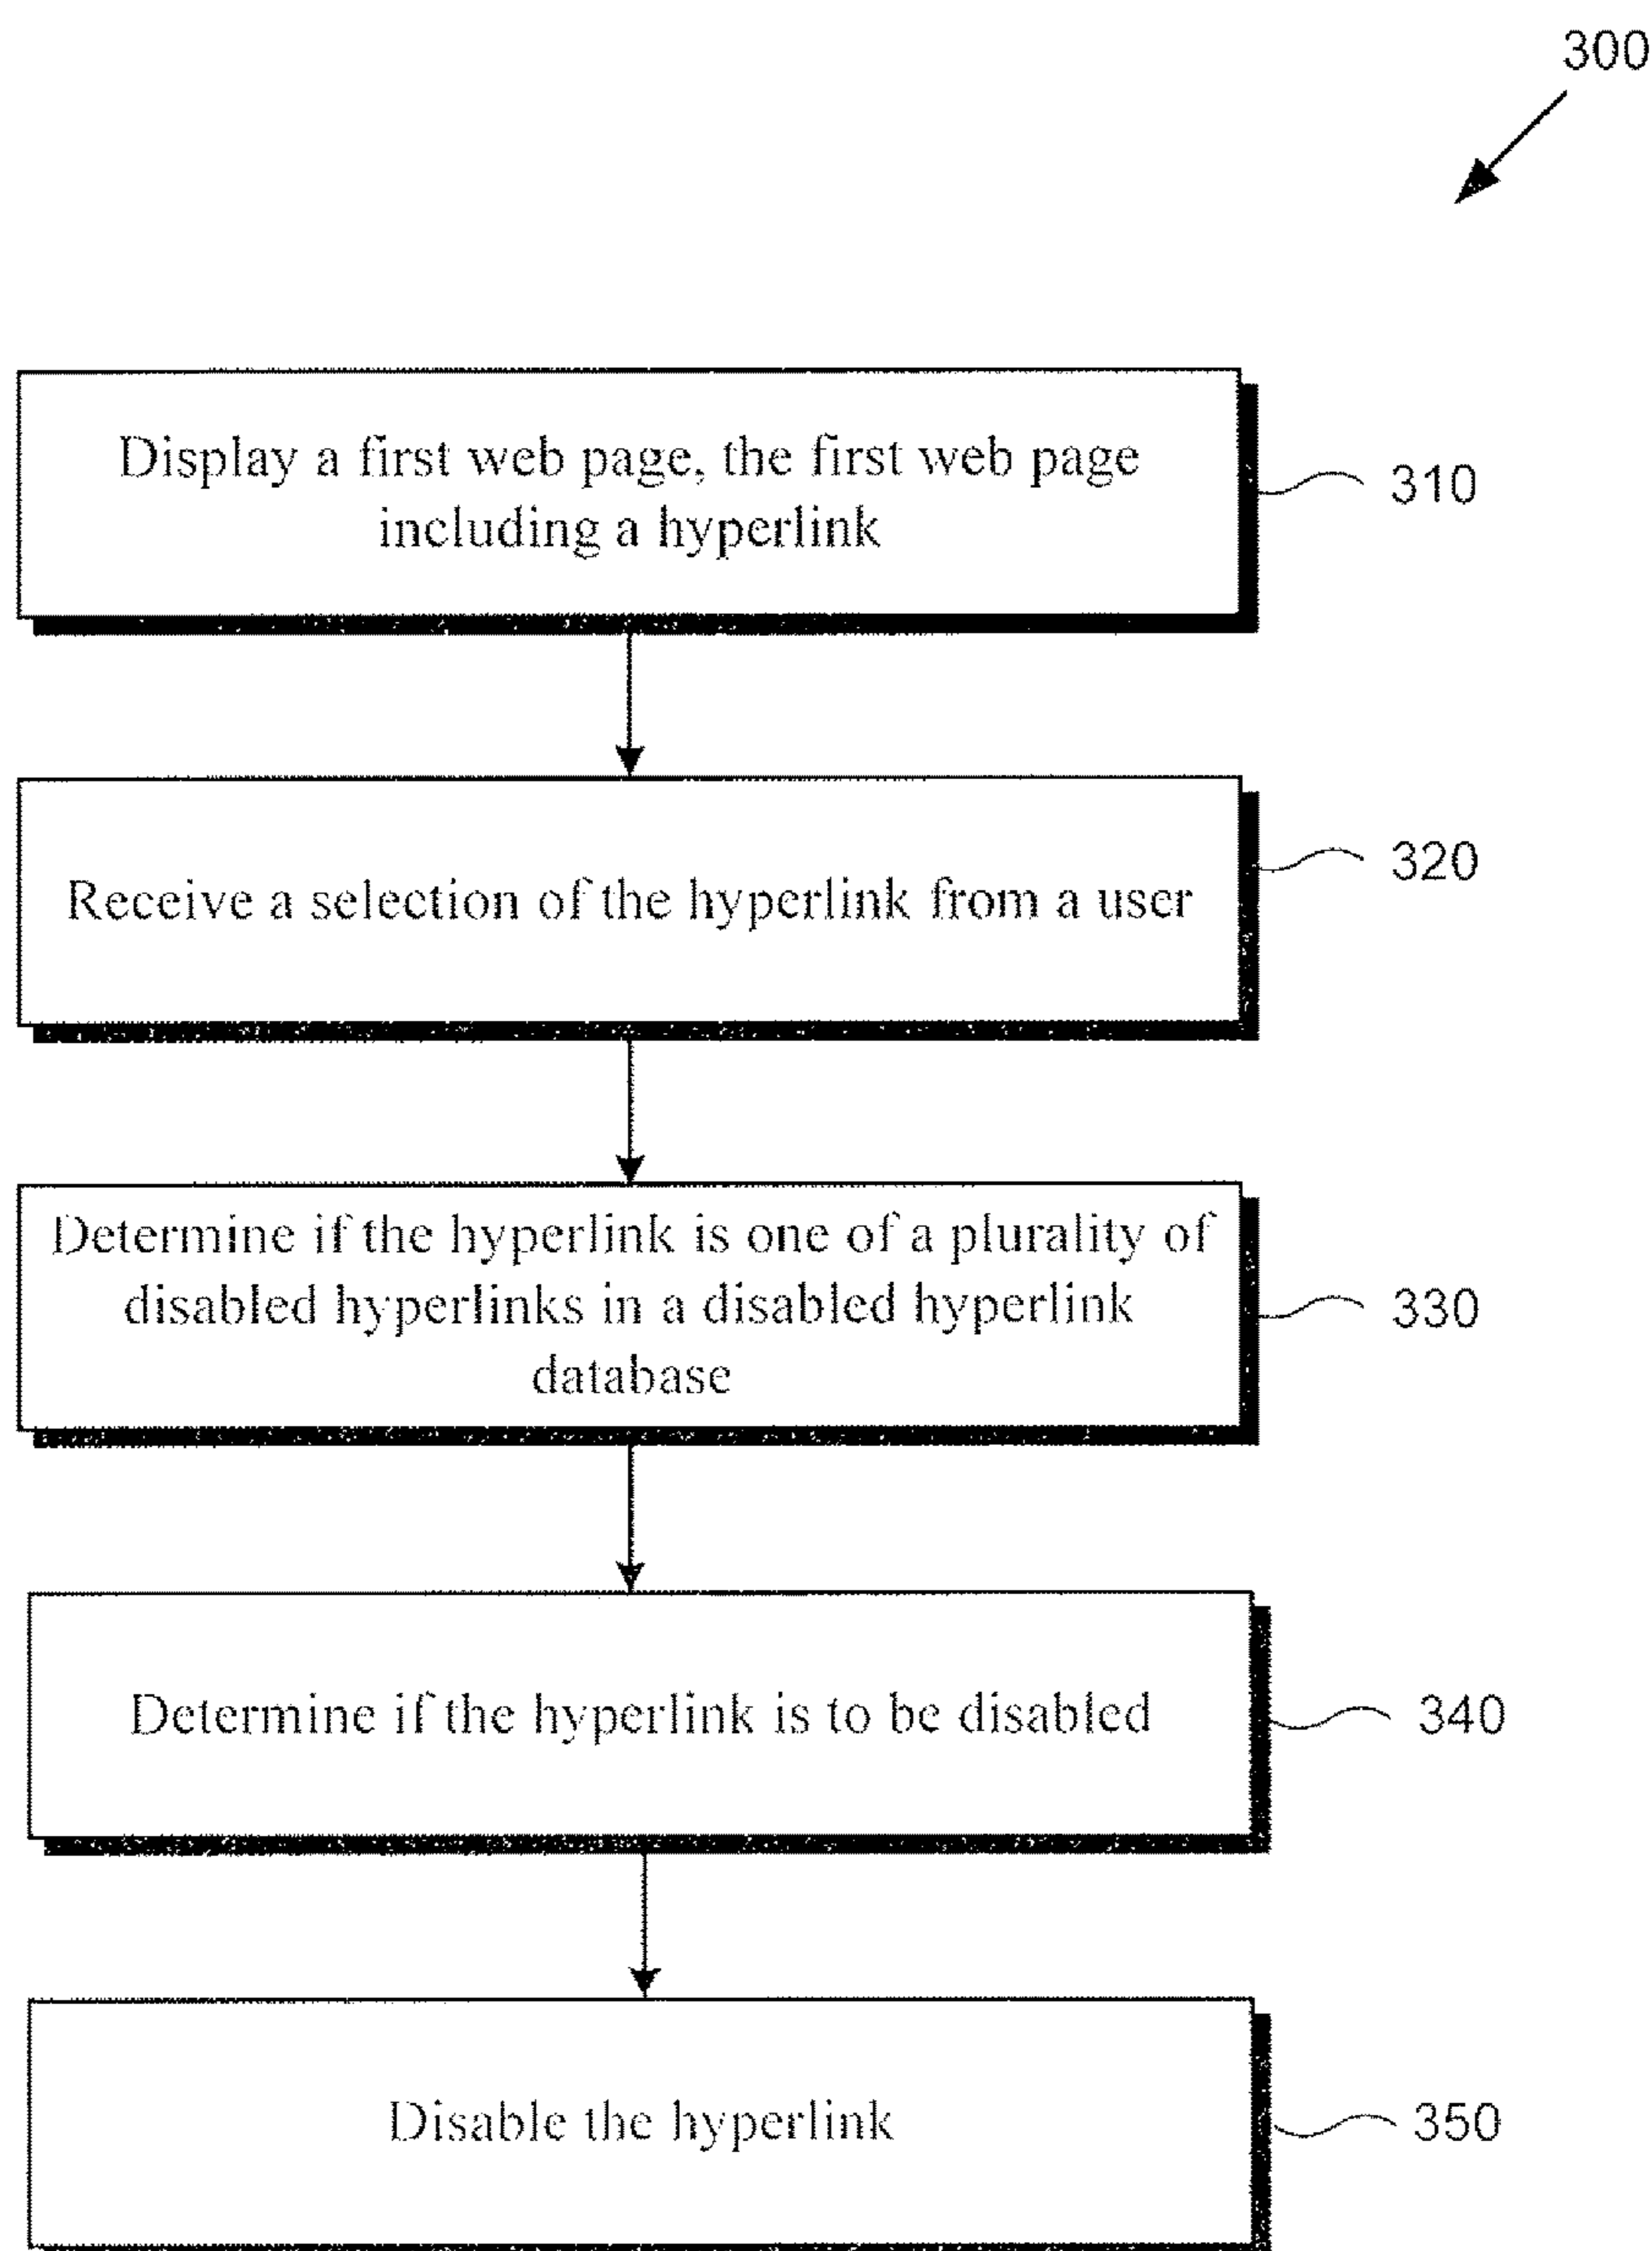 300
Display a first web page, the first web page
including a hyperlink
310
Receive a selection of the hyperlink from a user
320
Determine if the hyperlink is one of a plurality of
disabled hyperlinks in a disabled hyperlink
database
330
Determine if the hyperlink is to be disabled
340
Disable the hyperlink
350